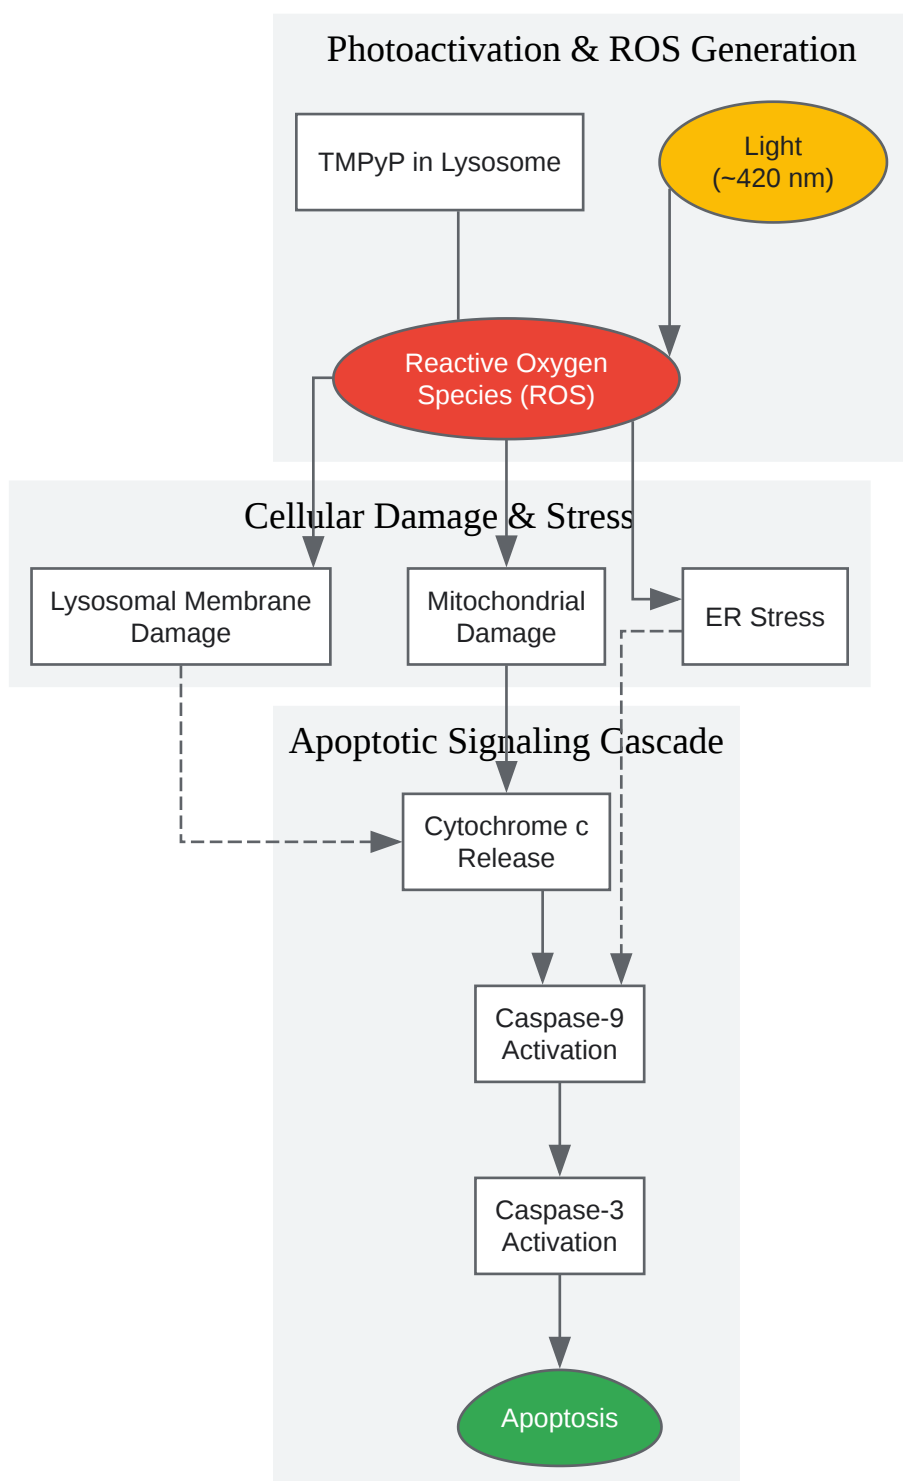 Photoactivation & ROS Generation
TMPyP in Lysosome
Light
(~420 nm)
Reactive Oxygen
Species (ROS)
Cellular Damage & Stress
Lysosomal Membrane
Damage
Mitochondrial
Damage
ER Stress
Apoptotic Signaling Cascade
Cytochrome c
Release
Caspase-9
Activation
Caspase-3
Activation
Apoptosis